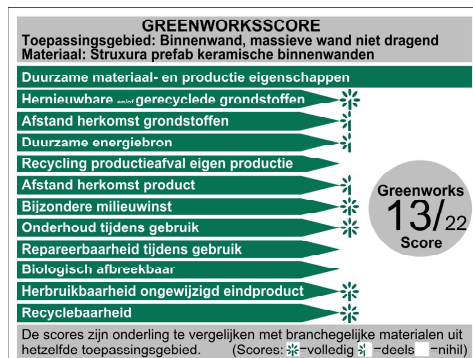 GREENWORKSSCORE
Toepassingsgebied: Binnenwand, massieve wand niet dragend
Materiaal: Struxura prefab keramische binnenwanden
Duurzame materiaal- en productie eigenschappen
Hernieuwbare en/of gerecyclede grondstoffen
Afstand herkomst grondstoffen
Duurzame energiebron
Recycling productieafval eigen productie
Afstand herkomst product
Bijzondere milieuwinst
Onderhoud tijdens gebruik
Repareerbaarheid tijdens gebruik
Biologisch afbreekbaar
Herbruikbaarheid ongewijzigd eindproduct
Recyclebaarheid
Greenworks
13/22
Score
De scores zijn onderling te vergelijken met branchegelijke materialen uit
hetzelfde toepassingsgebied. (Scores: =volledig =deels =nihil)